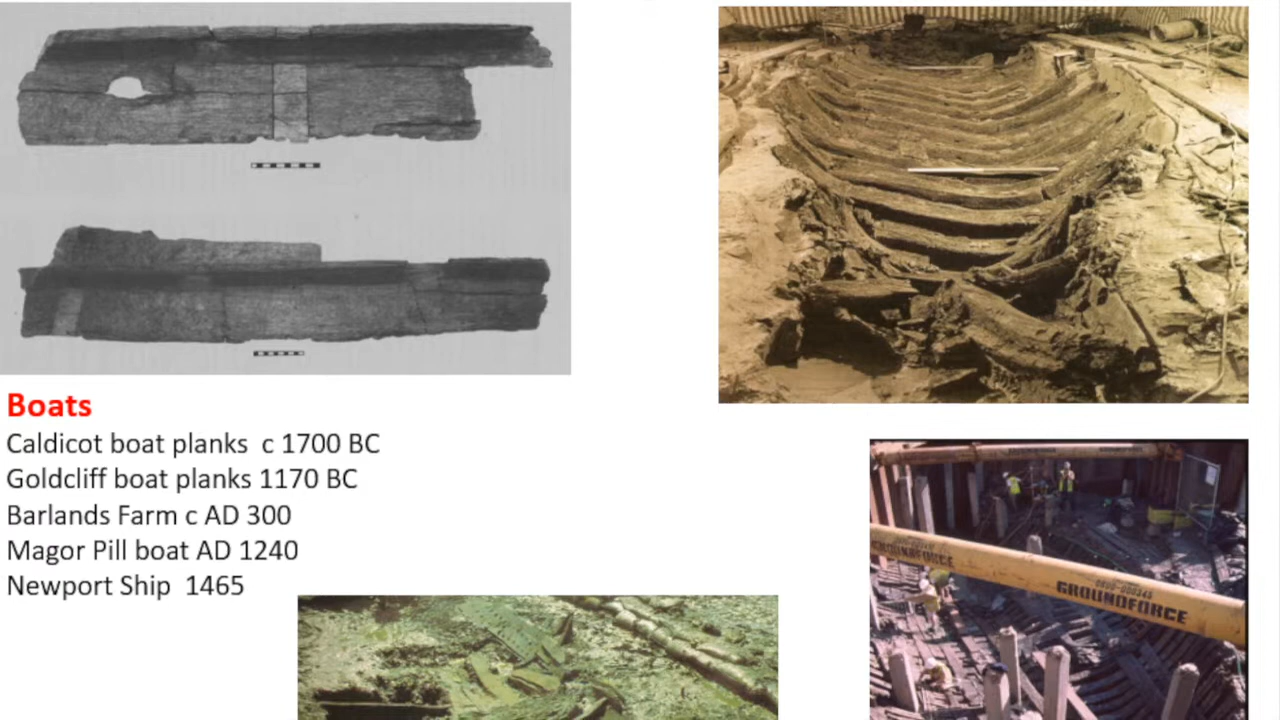 Boats
Caldicot boat planks c 1700 BC
Goldcliff boat planks 1170 BC
Barlands Farm c AD 300
Magor Pill boat AD 1240
Newport Ship 1465
GROUNDFORCE
GROUNDFORCE